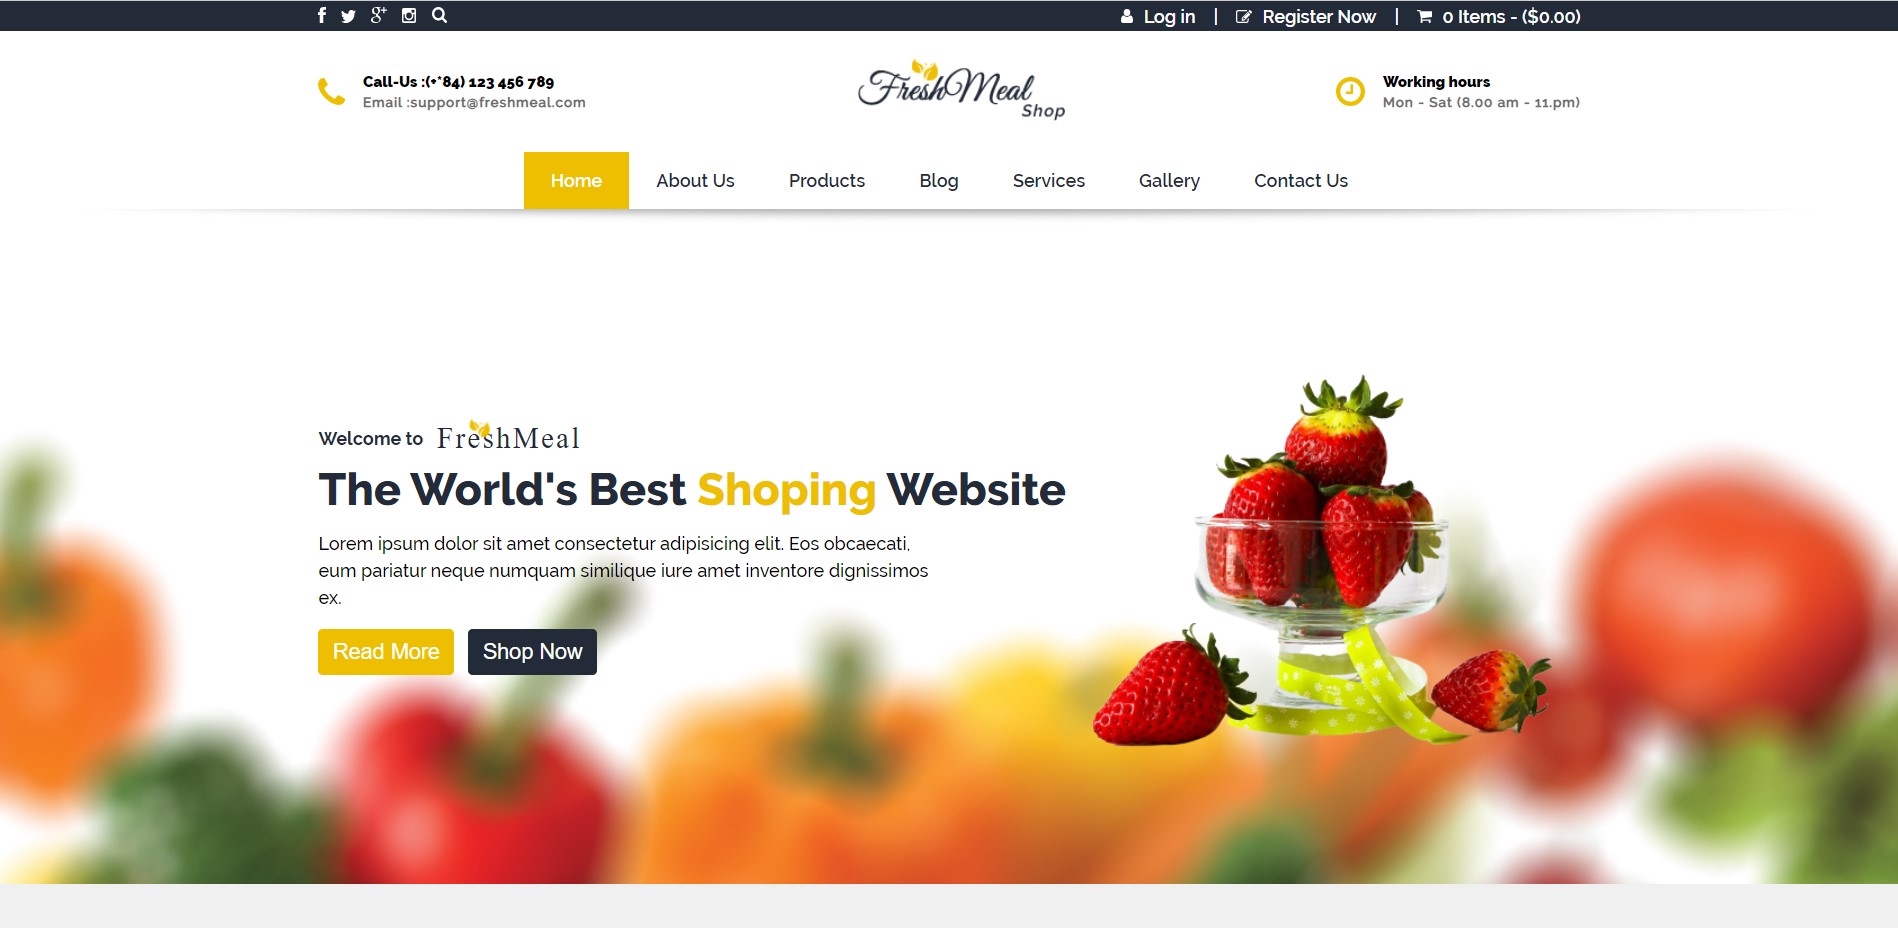 Log in | Register Now | 0 Items - ($0.00)
Call-Us :(+*84) 123 456 789
Email :support@freshmeal.com
FreshMeal
Shop
Working hours
Mon - Sat (8.00 am - 11.pm)
Home About Us Products Blog Services Gallery Contact Us
Welcome to FreshMeal
The World's Best Shoping Website
Lorem ipsum dolor sit amet consectetur adipisicing elit. Eos obcaecati,
eum pariatur neque numquam similique iure amet inventore dignissimos
ex.
Read More Shop Now